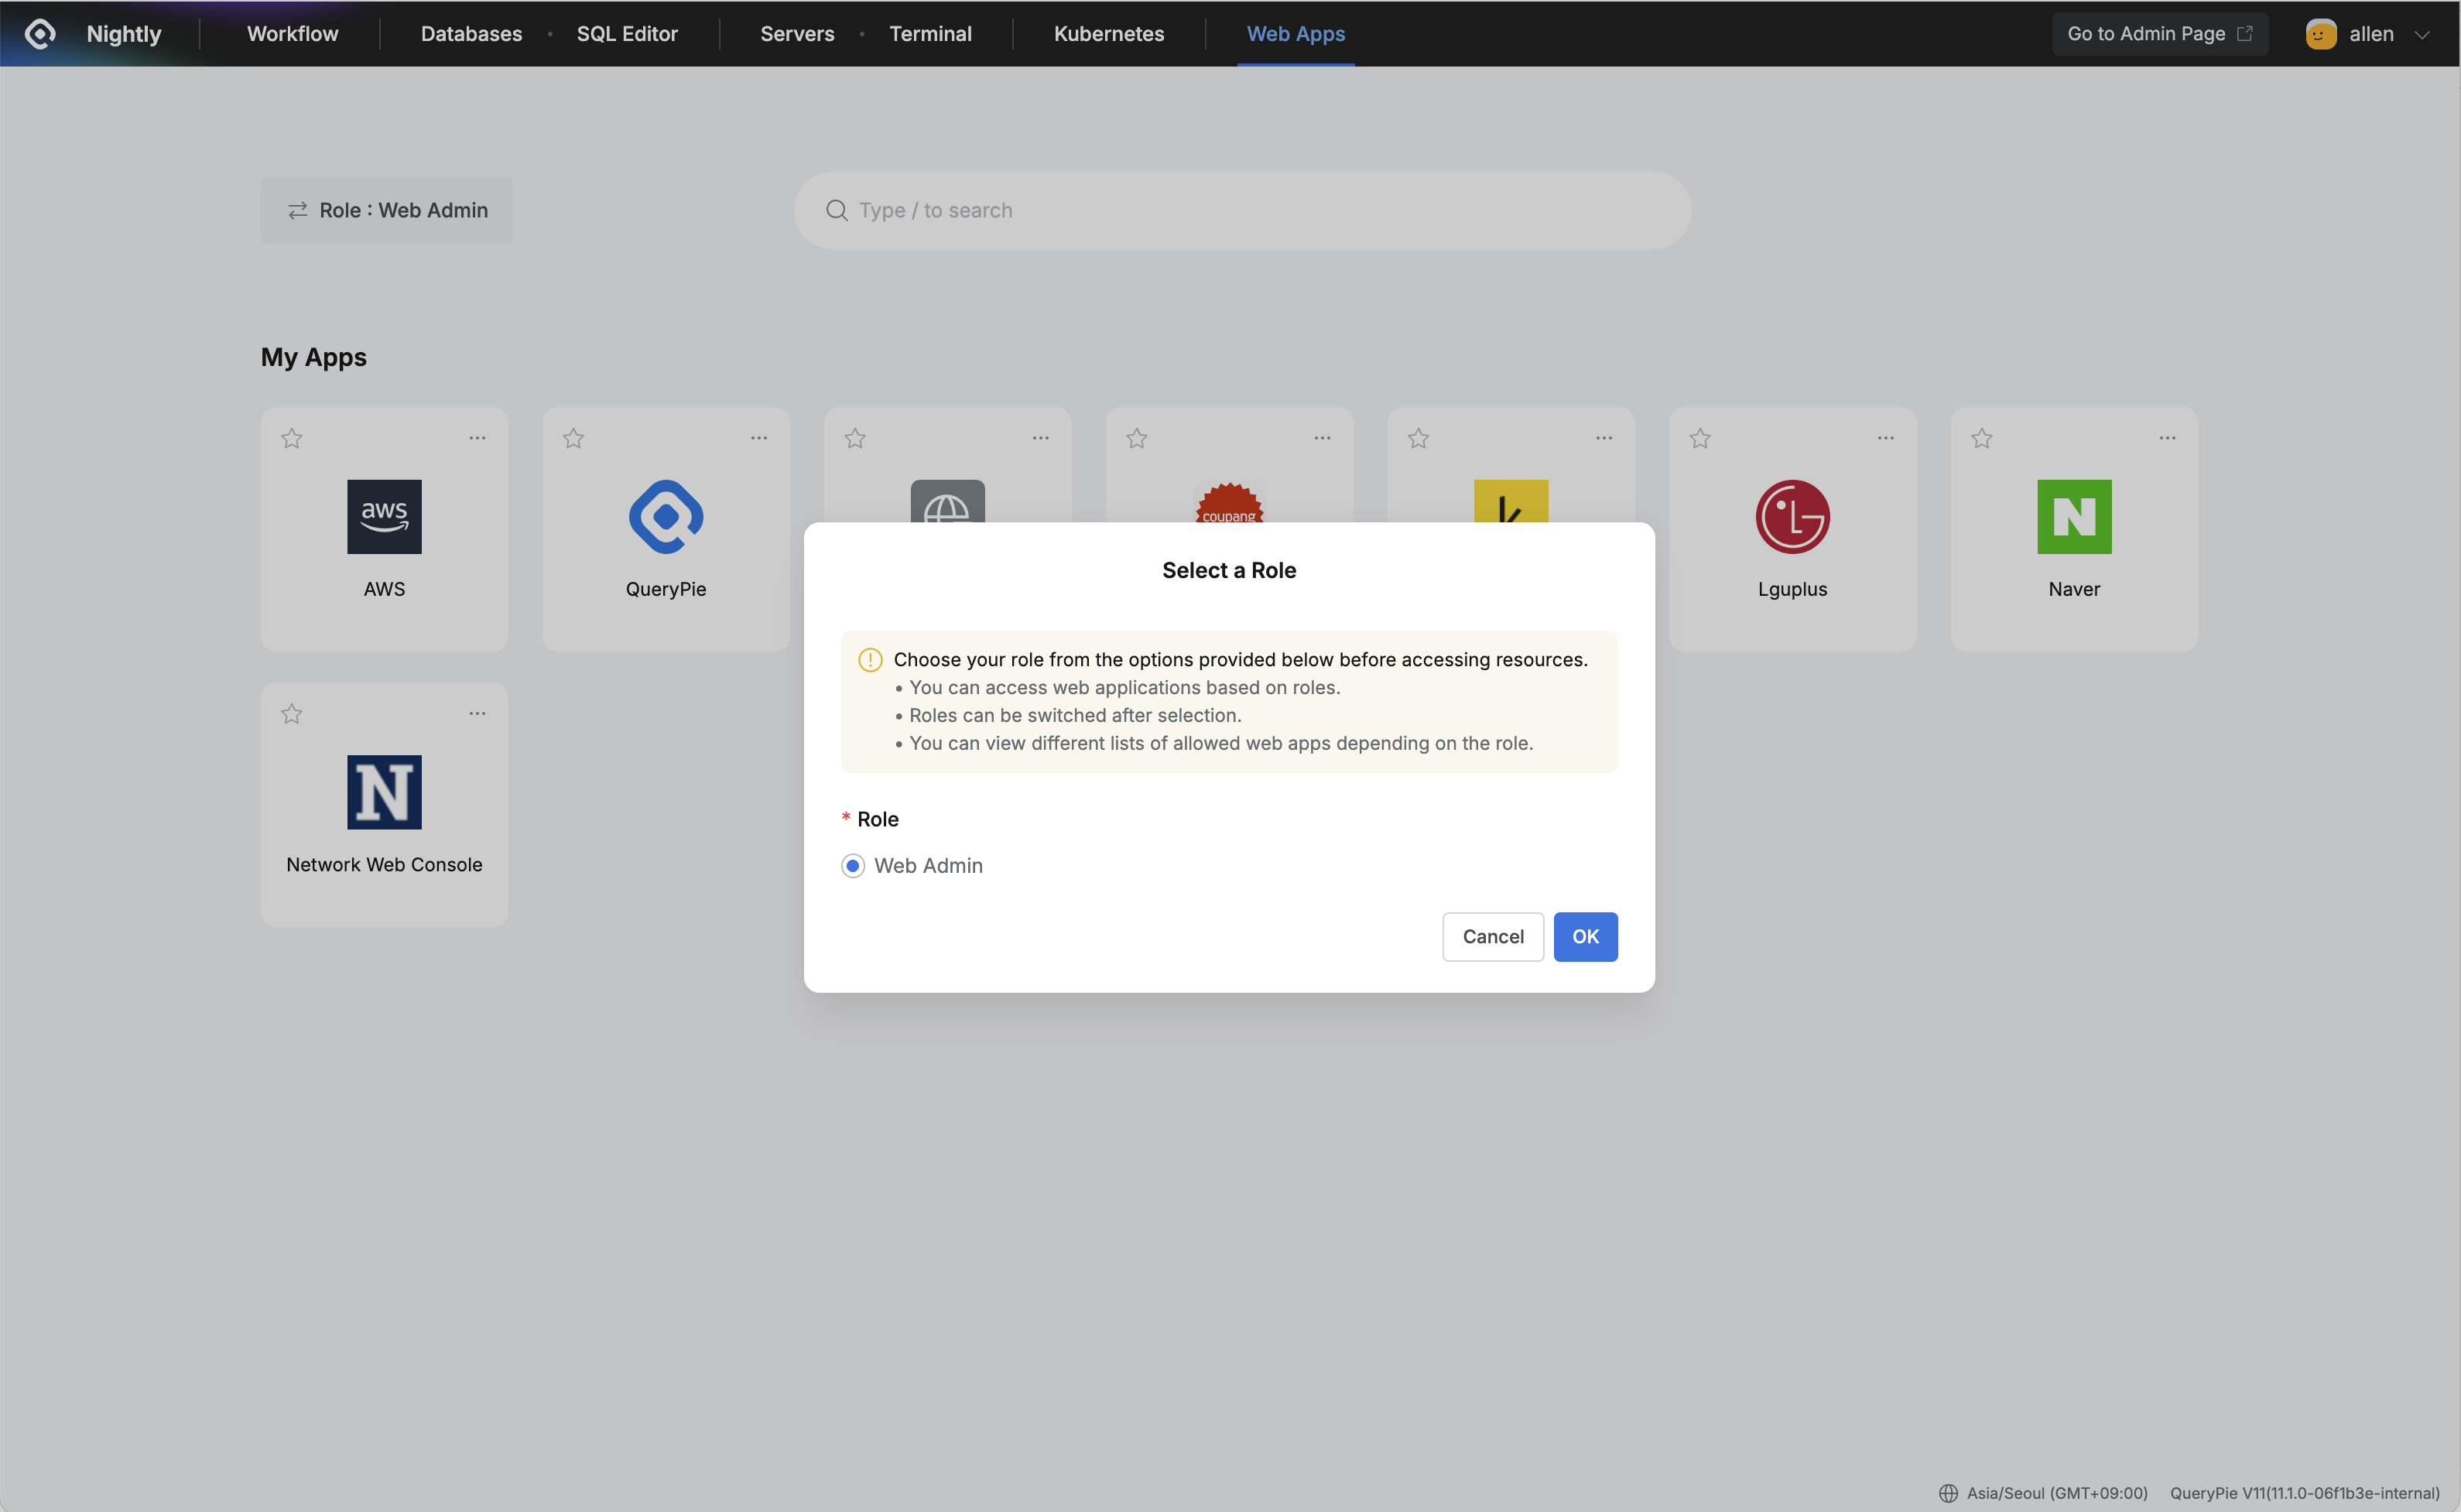 Nightly
Workflow
Databases • SQL Editor
Servers • Terminal
Kubernetes
Web Apps
Go to Admin Page
allen
Role : Web Admin
Type / to search
My Apps
aws
AWS
QueryPie
coupang
k
Lguplus
N
Naver
N
Network Web Console
Select a Role
Choose your role from the options provided below before accessing resources.
• You can access web applications based on roles.
• Roles can be switched after selection.
• You can view different lists of allowed web apps depending on the role.
* Role
Web Admin
Cancel
OK
Asia/Seoul (GMT+09:00)
QueryPie V11(11.1.0-06f1b3e-internal)